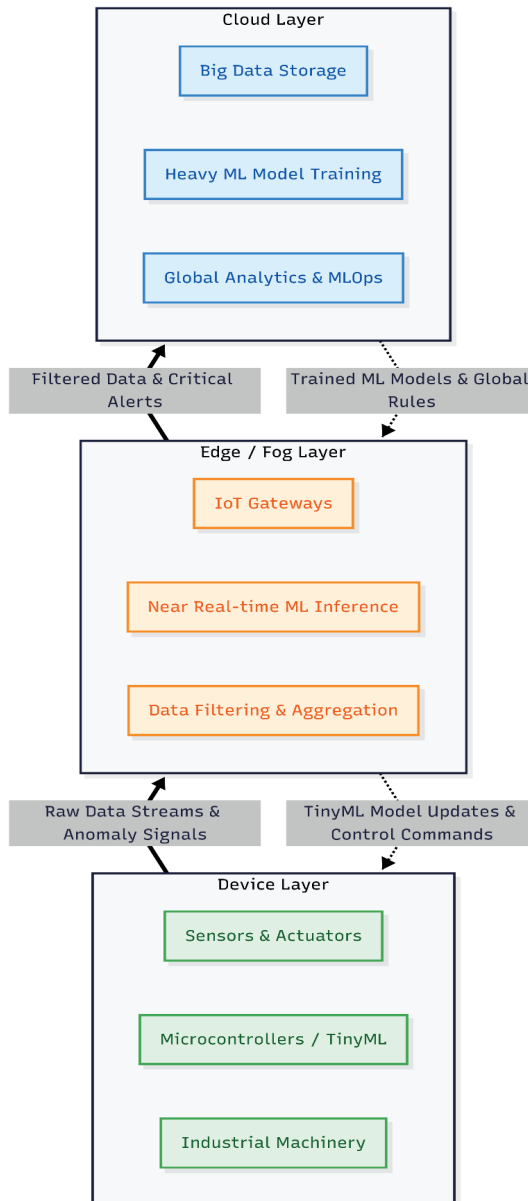 Cloud Layer
Big Data Storage
Heavy ML Model Training
Global Analytics & MLOps
Filtered Data & Critical
Alerts
Trained ML Models & Global
Rules
Edge / Fog Layer
IoT Gateways
Near Real-time ML Inference
Data Filtering & Aggregation
Raw Data Streams &
Anomaly Signals
TinyML Model Updates &
Control Commands
Device Layer
Sensors & Actuators
Microcontrollers / TinyML
Industrial Machinery